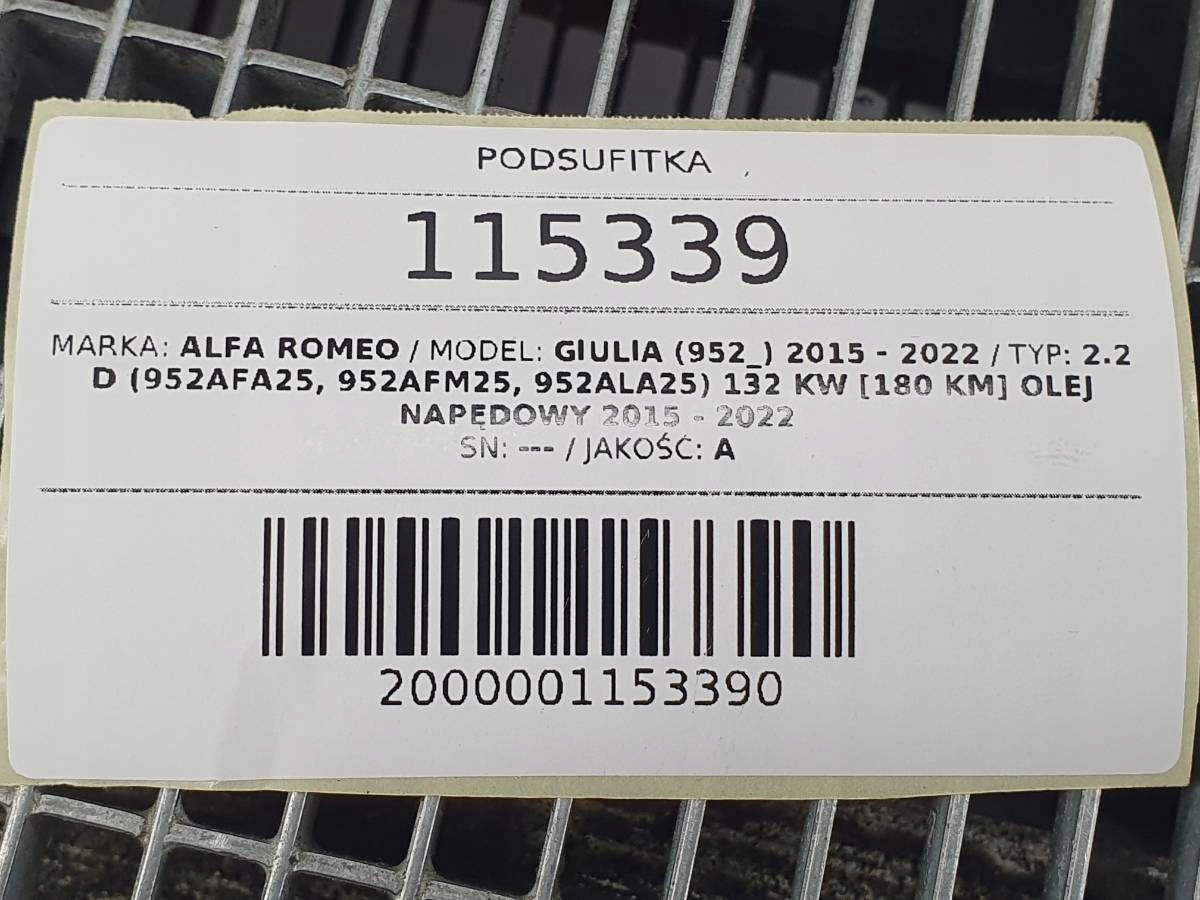 PODSUFITKA
115339
MARKA: ALFA ROMEO / MODEL: GIULIA (952_) 2015 - 2022 / TYP: 2.2
D (952AFA25, 952AFM25, 952ALA25) 132 KW [180 KM] OLEJ
NAPĘDOWY 2015 - 2022
SN: --- / JAKOŚĆ: A
2000001153390